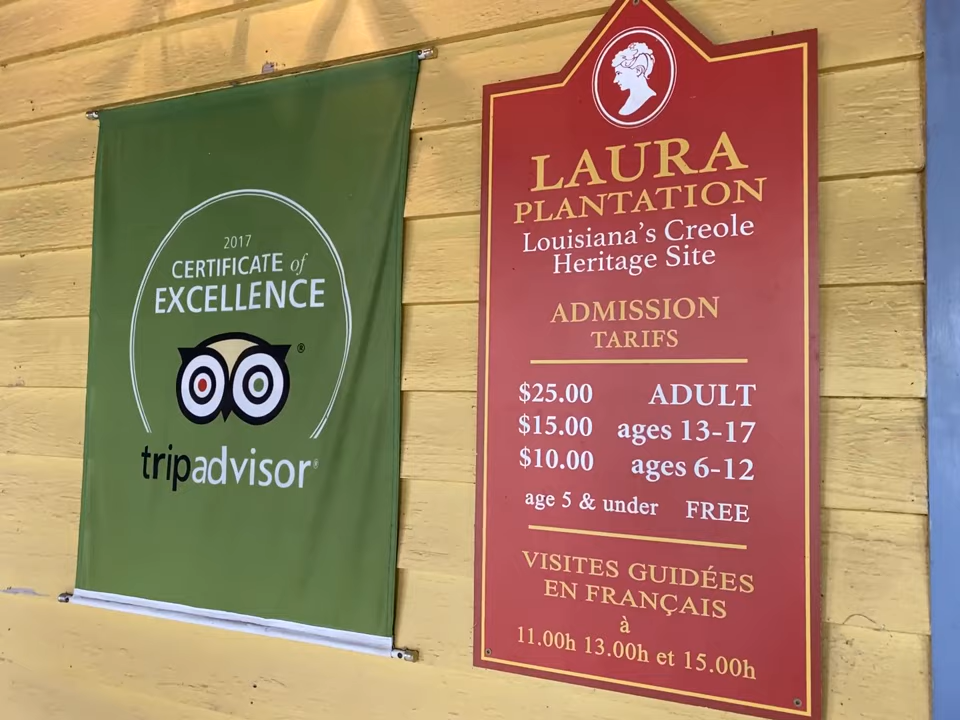 2017
CERTIFICATE of
EXCELLENCE
®
tripadvisor®
LAURA
PLANTATION
Louisiana's Creole
Heritage Site
ADMISSION
TARIFS
$25.00 ADULT
$15.00 ages 13-17
$10.00 ages 6-12
age 5 & under FREE
VISITES GUIDÉES
EN FRANÇAIS
à
11.00h 13.00h et 15.00h